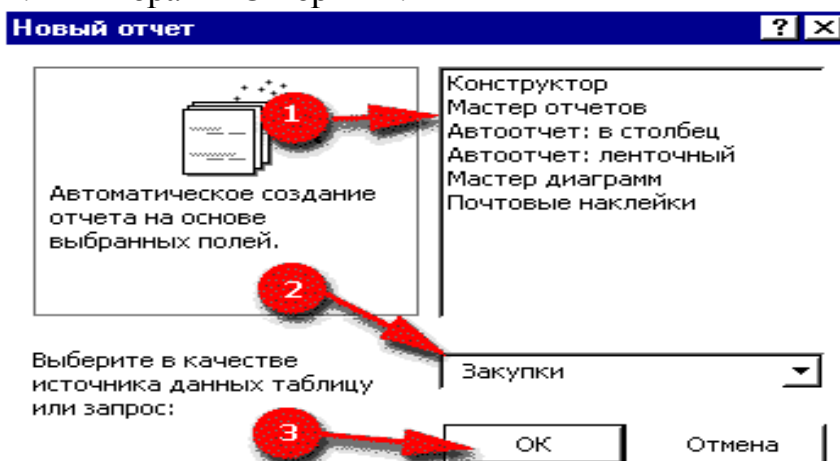 Новый отчет
? ×
1
Конструктор
Мастер отчетов
Автоотчет: в столбец
Автоотчет: ленточный
Мастер диаграмм
Почтовые наклейки
Автоматическое создание
отчета на основе
выбранных полей.
2
Выберите в качестве
источника данных таблицу
или запрос:
Закупки
3
ОК
Отмена